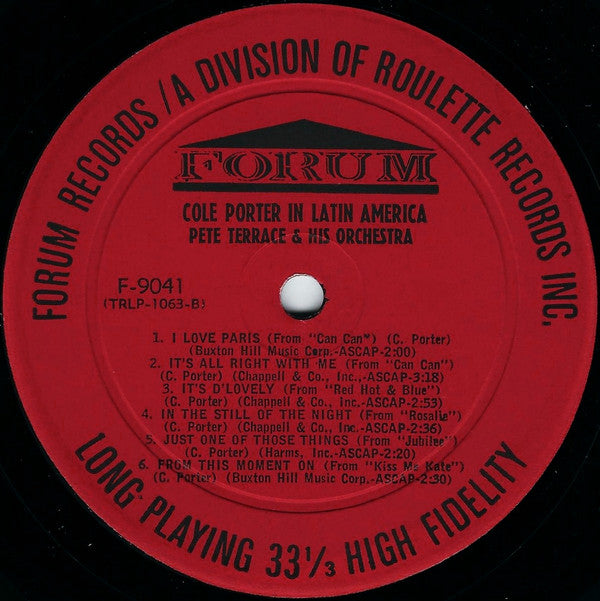 FORUM RECORDS / A DIVISION OF ROULETTE RECORDS INC.
FORUM
COLE PORTER IN LATIN AMERICA
PETE TERRACE & HIS ORCHESTRA
F-9041
(TRLP-1063-B)
1. I LOVE PARIS (From "Can Can") (C. Porter)
(Buxton Hill Music Corp.-ASCAP-2:00)
2. IT'S ALL RIGHT WITH ME (From "Can Can")
(C. Porter) (Chappell & Co., Inc.,-ASCAP-3:18)
3. IT'S D'LOVELY (From "Red Hot & Blue")
(C. Porter) (Chappell & Co., Inc.-ASCAP-2:53)
4. IN THE STILL OF THE NIGHT (From "Rosalie")
(C. Porter) (Chappell & Co., Inc.-ASCAP-2:36)
5. JUST ONE OF THOSE THINGS (From "Jubilee")
(C. Porter) (Harms, Inc.-ASCAP-2:20)
6. FROM THIS MOMENT ON (From "Kiss Me Kate")
(C. Porter) (Buxton Hill Music Corp.-ASCAP-2:30)
LONG PLAYING 33⅓ HIGH FIDELITY